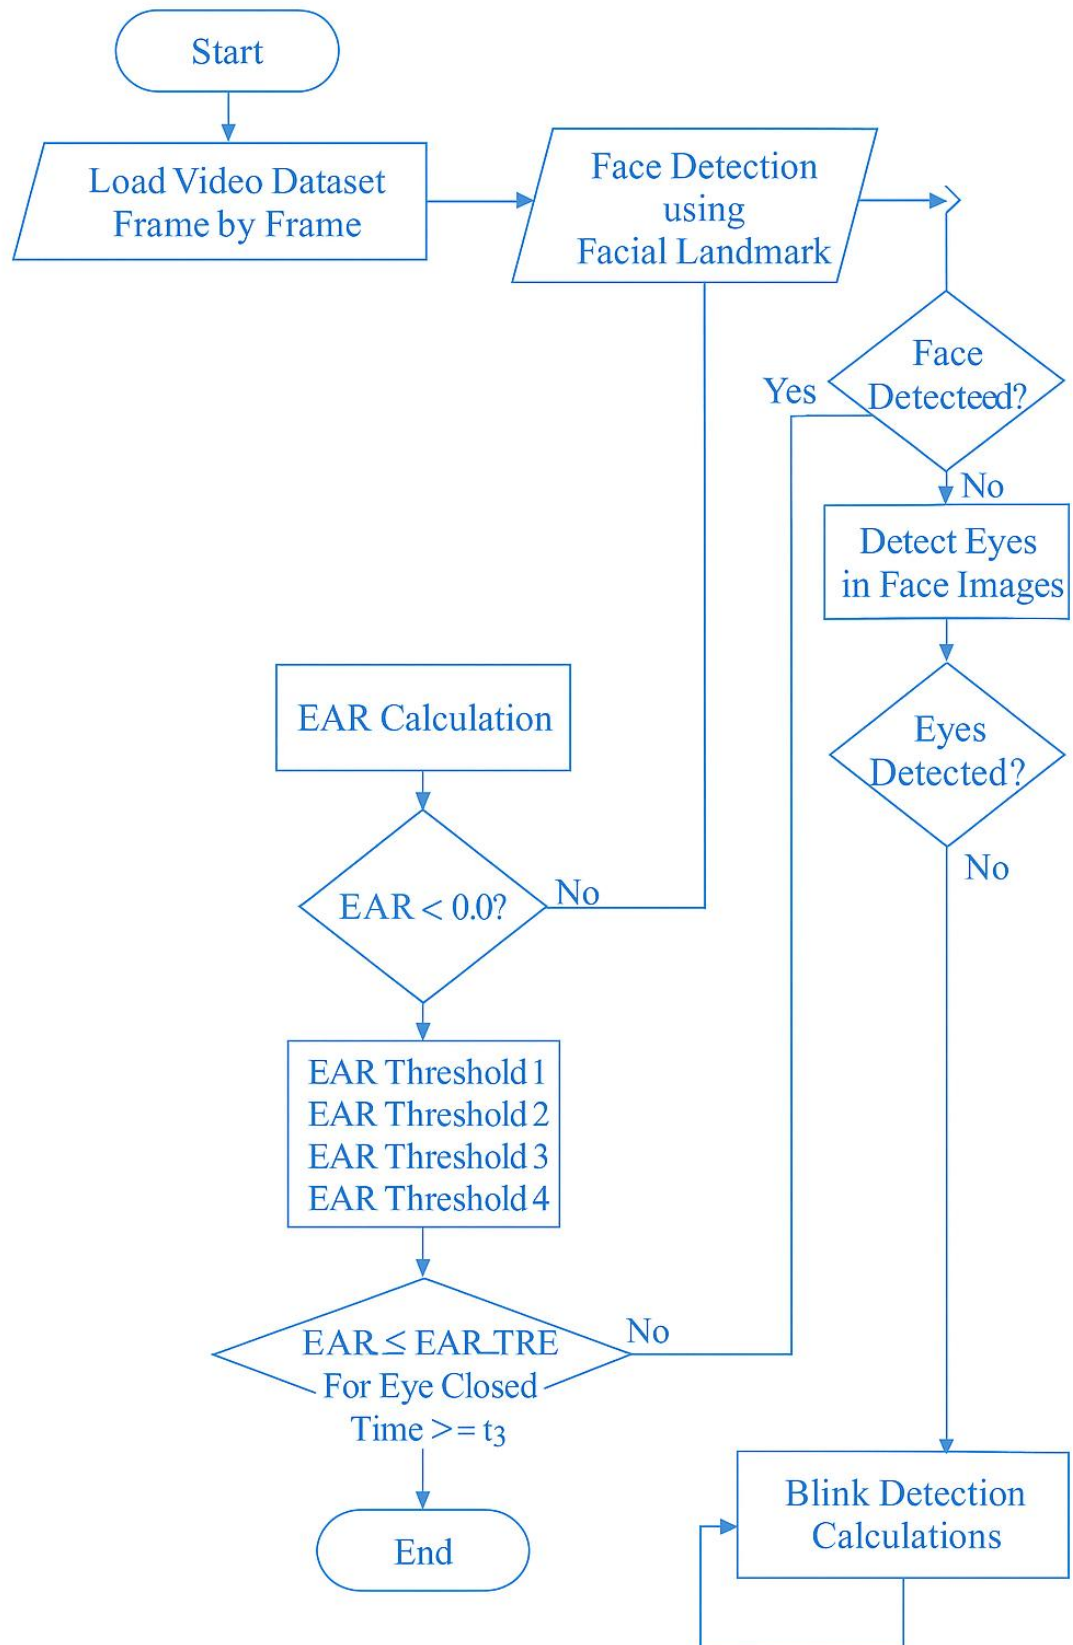 Start
Load Video Dataset
Frame by Frame
Face Detection
using
Facial Landmark
Face
Detecteed?
Yes
No
Detect Eyes
in Face Images
Eyes
Detected?
No
EAR Calculation
EAR < 0.0?
No
EAR Threshold 1
EAR Threshold 2
EAR Threshold 3
EAR Threshold 4
EAR ≤ EAR_TRE
For Eye Closed
Time >= t3
No
End
Blink Detection
Calculations